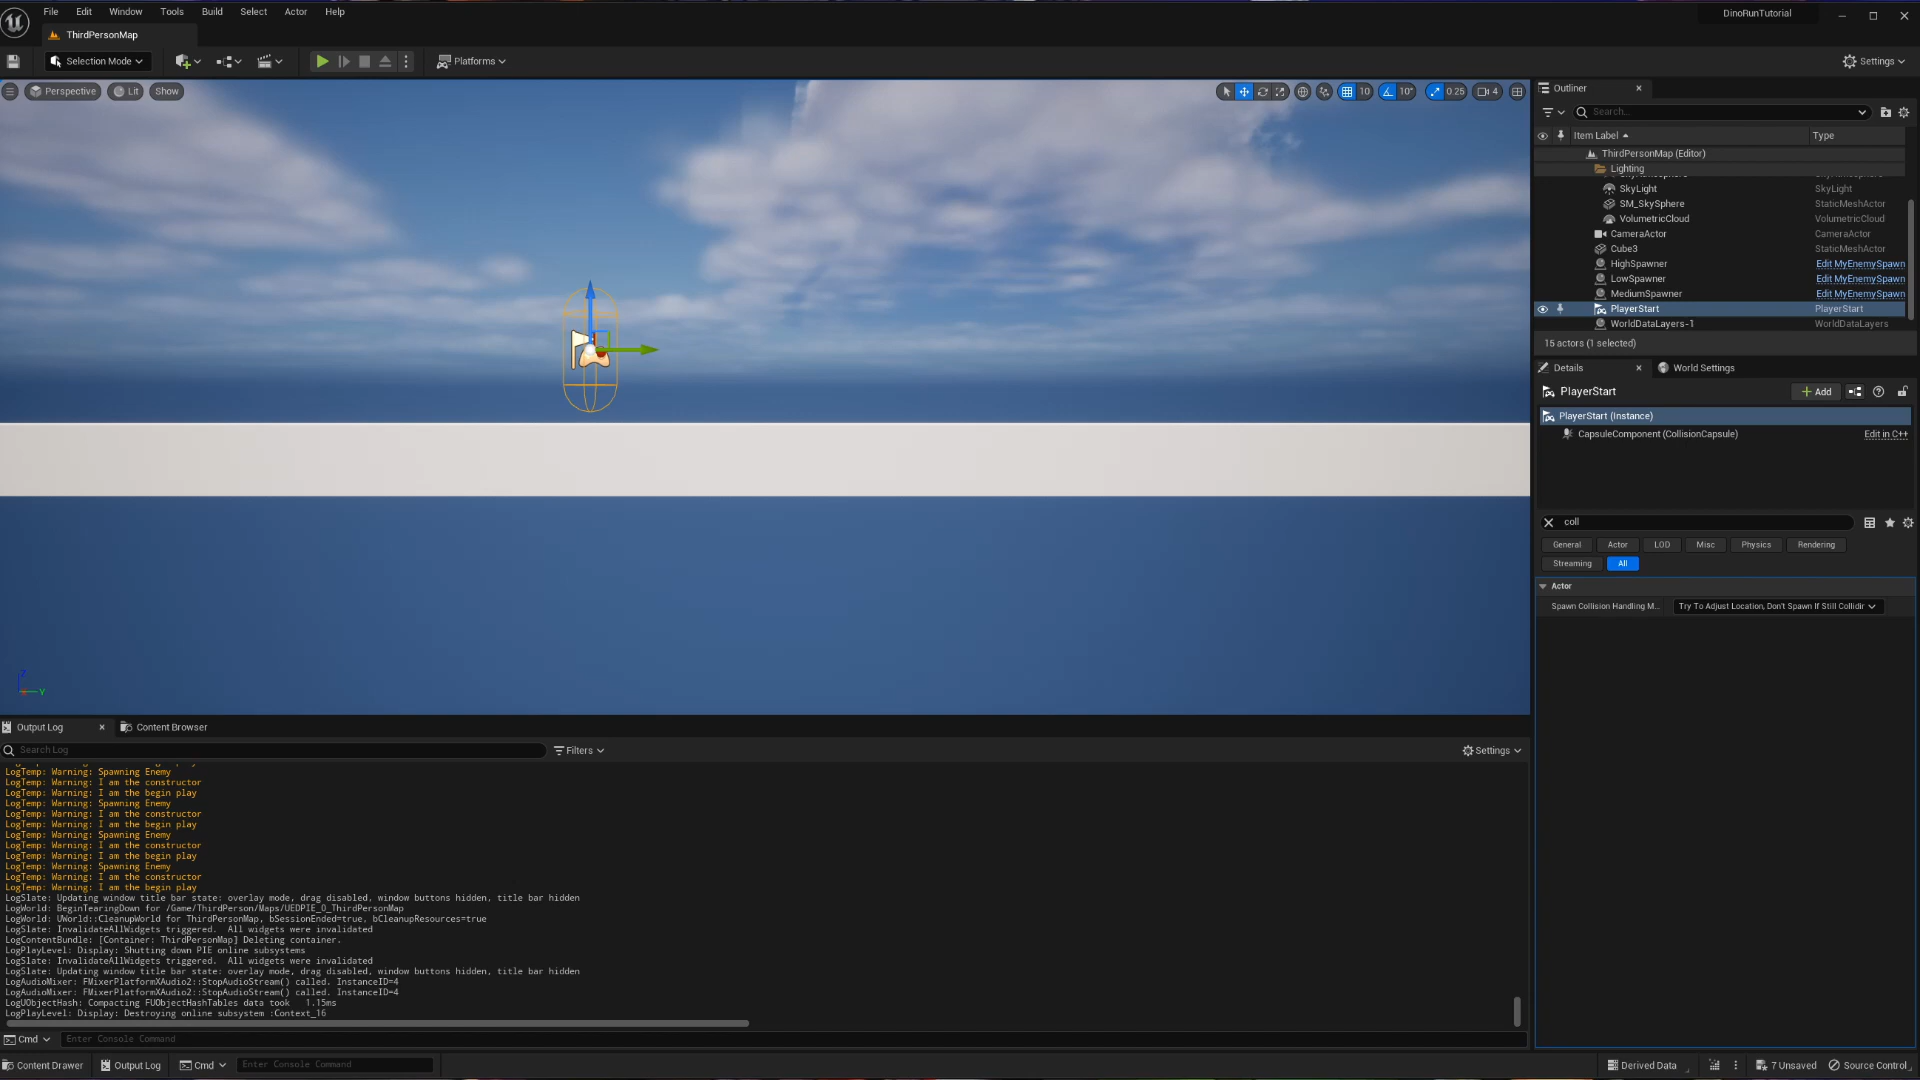 File Edit Window Tools Build Select Actor Help
DinoRunTutorial
ThirdPersonMap
Selection Mode
Platforms
Settings
Perspective
Lit
Show
10
10°
0.25
4
Z
Y
Outliner
Search...
Item Label
Type
ThirdPersonMap (Editor)
Lighting
SkyLight SkyLight
SM_SkySphere StaticMeshActor
VolumetricCloud VolumetricCloud
CameraActor CameraActor
Cube3 StaticMeshActor
HighSpawner Edit MyEnemySpawn
LowSpawner Edit MyEnemySpawn
MediumSpawner Edit MyEnemySpawn
PlayerStart PlayerStart
WorldDataLayers-1 WorldDataLayers
15 actors (1 selected)
Details
World Settings
PlayerStart
Add
PlayerStart (Instance)
CapsuleComponent (CollisionCapsule) Edit in C++
coll
General Actor LOD Misc Physics Rendering
Streaming All
Actor
Spawn Collision Handling M... Try To Adjust Location, Don't Spawn If Still Collidir
Output Log
Content Browser
Search Log
Filters
Settings
LogTemp: Warning: Spawning Enemy
LogTemp: Warning: I am the constructor
LogTemp: Warning: I am the begin play
LogTemp: Warning: Spawning Enemy
LogTemp: Warning: I am the constructor
LogTemp: Warning: I am the begin play
LogTemp: Warning: Spawning Enemy
LogTemp: Warning: I am the constructor
LogTemp: Warning: I am the begin play
LogTemp: Warning: Spawning Enemy
LogTemp: Warning: I am the constructor
LogTemp: Warning: I am the begin play
LogSlate: Updating window title bar state: overlay mode, drag disabled, window buttons hidden, title bar hidden
LogWorld: BeginTearingDown for /Game/ThirdPerson/Maps/UEDPIE_0_ThirdPersonMap
LogWorld: UWorld::CleanupWorld for ThirdPersonMap, bSessionEnded=true, bCleanupResources=true
LogSlate: InvalidateAllWidgets triggered.  All widgets were invalidated
LogContentBundle: [Container: ThirdPersonMap] Deleting container.
LogPlayLevel: Display: Shutting down PIE online subsystems
LogSlate: InvalidateAllWidgets triggered.  All widgets were invalidated
LogSlate: Updating window title bar state: overlay mode, drag disabled, window buttons hidden, title bar hidden
LogAudioMixer: FMixerPlatformXAudio2::StopAudioStream() called. InstanceID=4
LogAudioMixer: FMixerPlatformXAudio2::StopAudioStream() called. InstanceID=4
LogUObjectHash: Compacting FUObjectHashTables data took   1.15ms
LogPlayLevel: Display: Destroying online subsystem :Context_16
Cmd
Enter Console Command
Content Drawer
Output Log
Cmd
Enter Console Command
Derived Data
7 Unsaved
Source Control